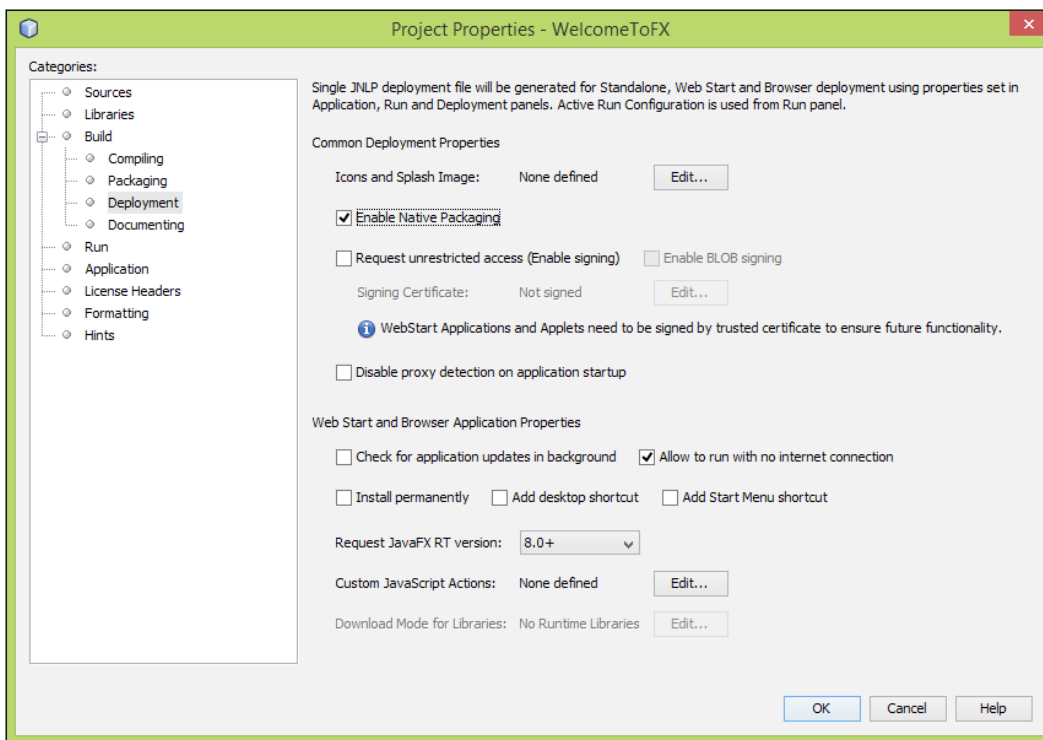 Project Properties - WelcomeToFX
Categories:
Sources
Libraries
Build
Compiling
Packaging
Deployment
Documenting
Run
Application
License Headers
Formatting
Hints
Single JNLP deployment file will be generated for Standalone, Web Start and Browser deployment using properties set in
Application, Run and Deployment panels. Active Run Configuration is used from Run panel.
Common Deployment Properties
Icons and Splash Image: None defined Edit...
Enable Native Packaging
Request unrestricted access (Enable signing) Enable BLOB signing
Signing Certificate: Not signed Edit...
WebStart Applications and Applets need to be signed by trusted certificate to ensure future functionality.
Disable proxy detection on application startup
Web Start and Browser Application Properties
Check for application updates in background Allow to run with no internet connection
Install permanently Add desktop shortcut Add Start Menu shortcut
Request JavaFX RT version: 8.0+
Custom JavaScript Actions: None defined Edit...
Download Mode for Libraries: No Runtime Libraries Edit...
OK Cancel Help